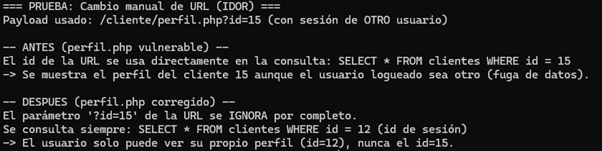 === PRUEBA: Cambio manual de URL (IDOR) ===
Payload usado: /cliente/perfil.php?id=15 (con sesión de OTRO usuario)
-- ANTES (perfil.php vulnerable) --
El id de la URL se usa directamente en la consulta: SELECT * FROM clientes WHERE id = 15
-> Se muestra el perfil del cliente 15 aunque el usuario logueado sea otro (fuga de datos).
-- DESPUES (perfil.php corregido) --
El parámetro '?id=15' de la URL se IGNORA por completo.
Se consulta siempre: SELECT * FROM clientes WHERE id = 12 (id de sesión)
-> El usuario solo puede ver su propio perfil (id=12), nunca el id=15.